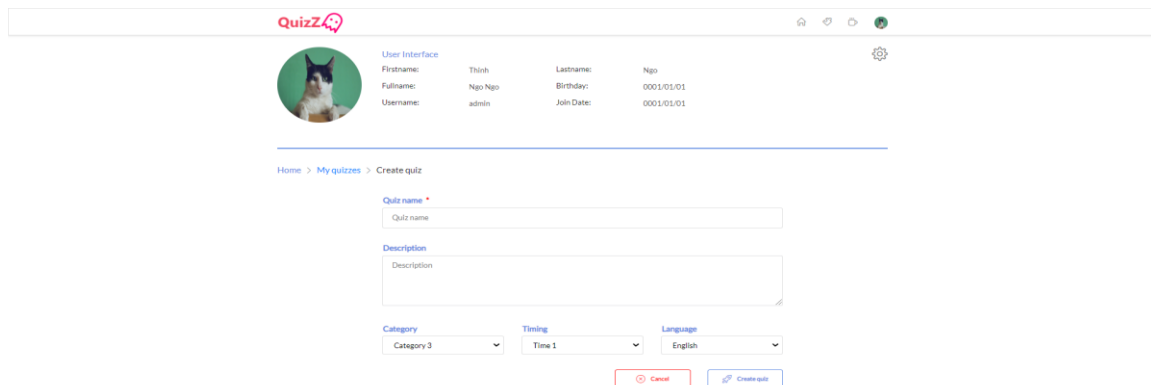 QuizZ
User Interface
Firstname: Thinh Lastname: Ngo
Fullname: Ngo Ngo Birthday: 0001/01/01
Username: admin Join Date: 0001/01/01
Home > My quizzes > Create quiz
Quiz name *
Quiz name
Description
Description
Category Timing Language
Category 3 Time 1 English
Cancel Create quiz